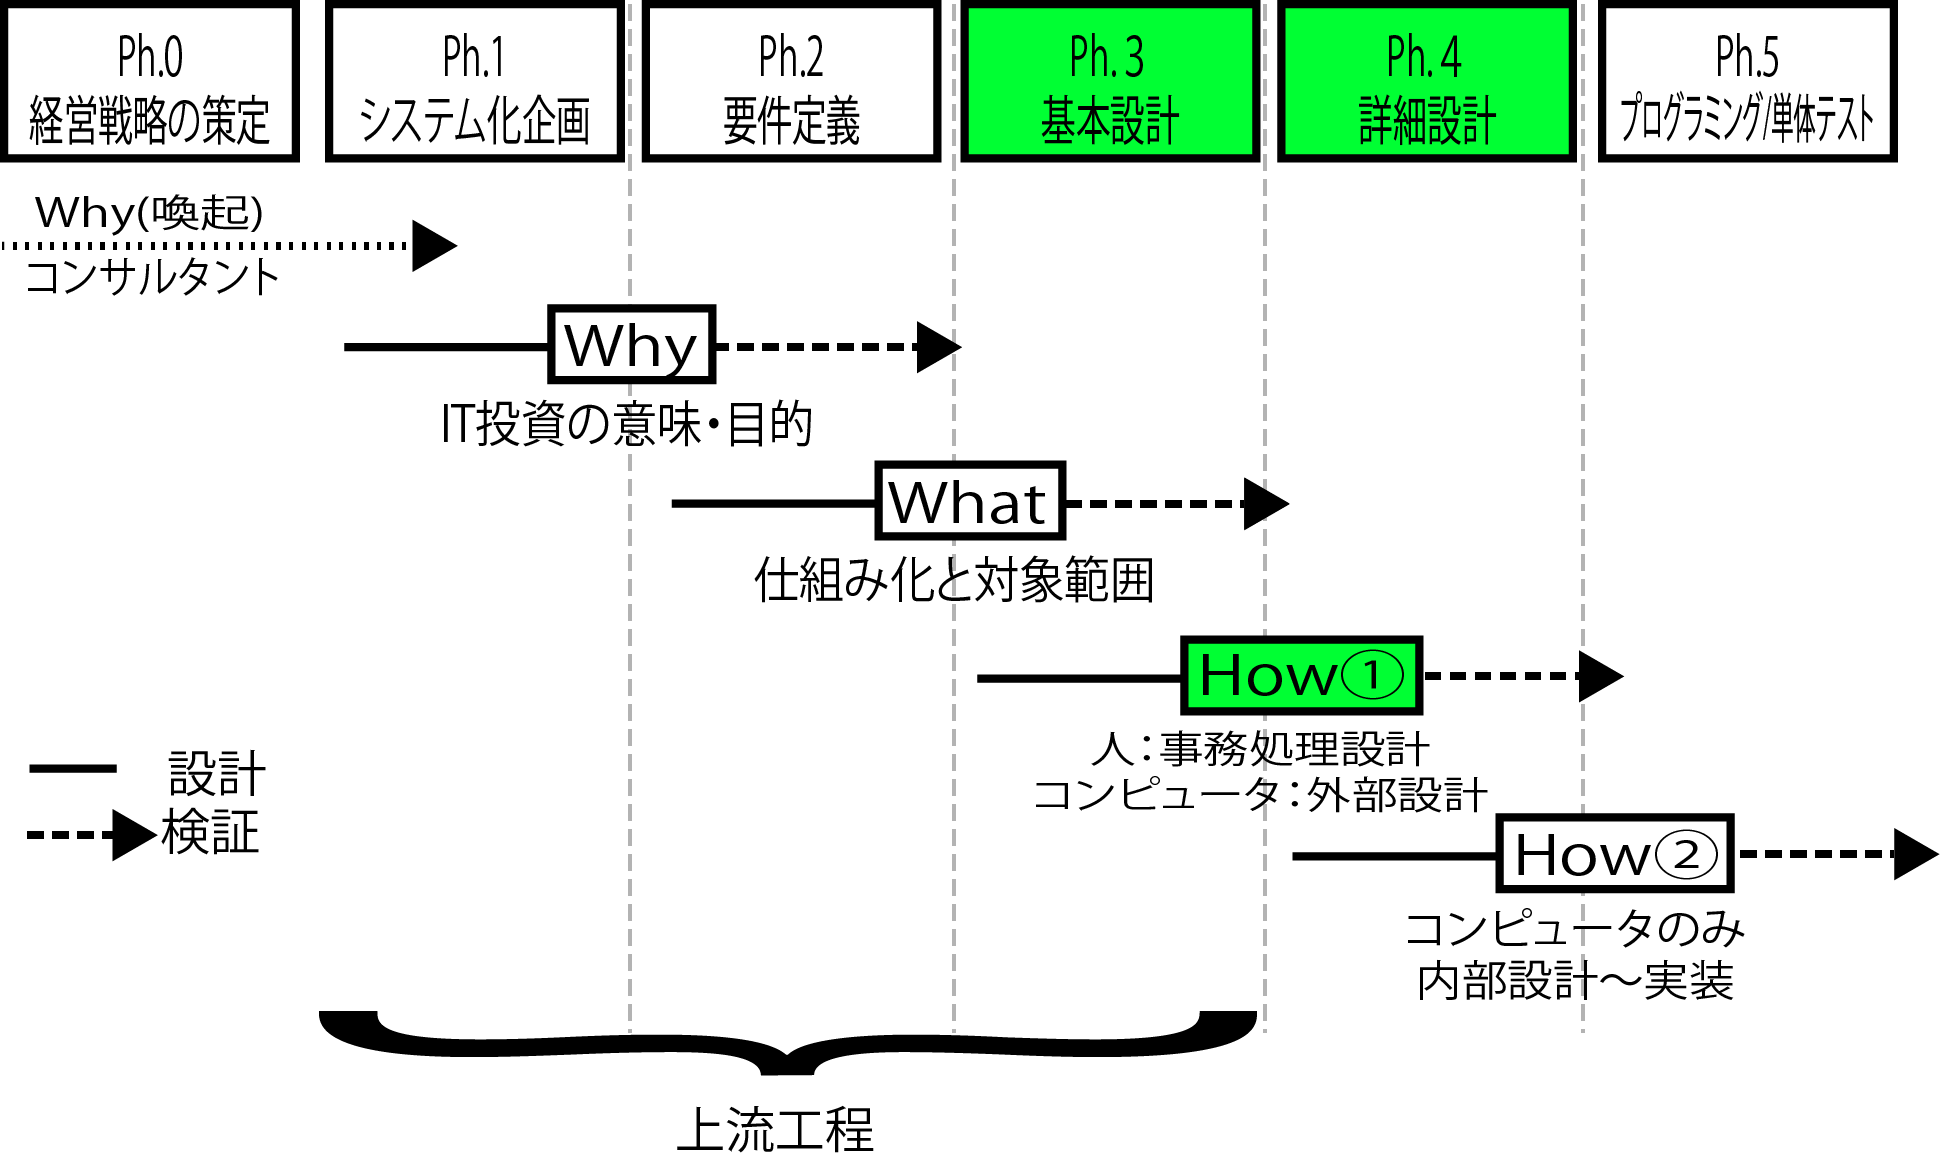 Ph.0
経営戦略の策定
Ph.1
システム化企画
Ph.2
要件定義
Ph. 3
基本設計
Ph. 4
詳細設計
Ph.5
プログラミング/単体テスト
Why(喚起)
コンサルタント
Why
IT投資の意味・目的
What
仕組み化と対象範囲
How①
人：事務処理設計
コンピュータ：外部設計
設計
検証
How②
コンピュータのみ
内部設計～実装
上流工程